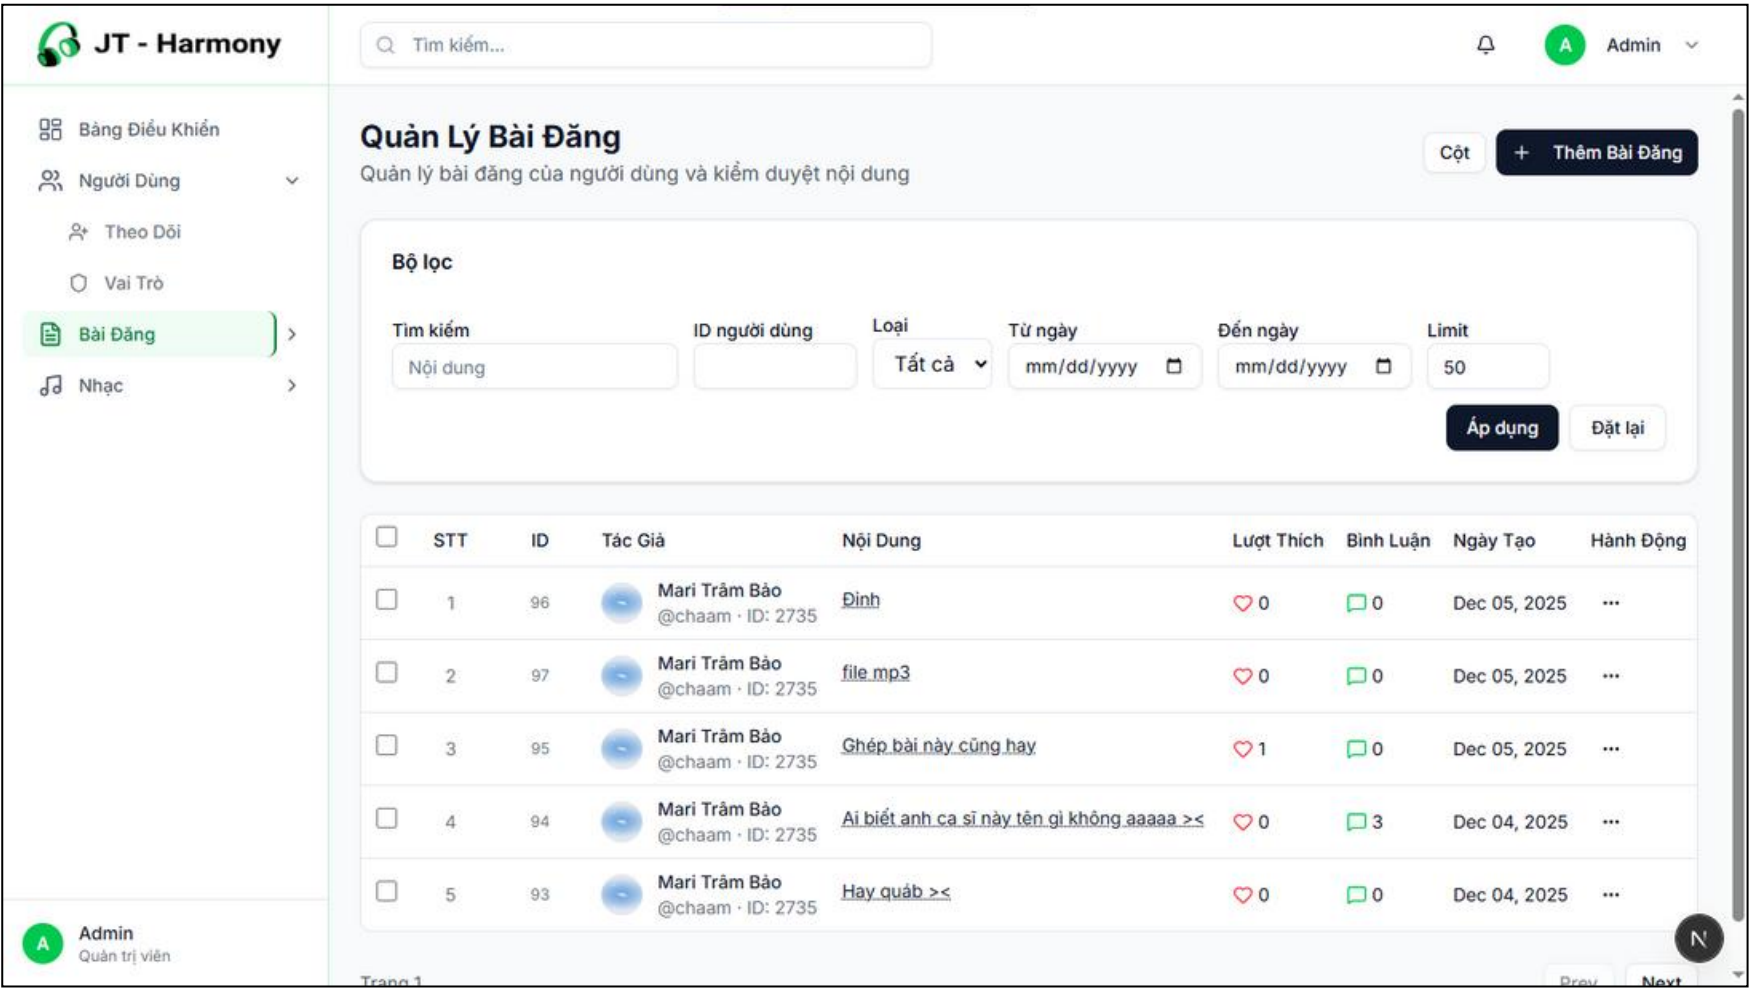 JT - Harmony
Tìm kiếm...
A
Admin
Bảng Điều Khiển
Người Dùng
Theo Dõi
Vai Trò
Bài Đăng
Nhạc
Quản Lý Bài Đăng
Quản lý bài đăng của người dùng và kiểm duyệt nội dung
Cột
+ Thêm Bài Đăng
Bộ lọc
Tìm kiếm
ID người dùng
Loại
Từ ngày
Đến ngày
Limit
Nội dung
Tất cả
mm/dd/yyyy
mm/dd/yyyy
50
Áp dụng
Đặt lại
STT ID Tác Giả Nội Dung Lượt Thích Bình Luận Ngày Tạo Hành Động
1 96 Mari Trâm Bảo Đỉnh 0 0 Dec 05, 2025 ...
@chaam · ID: 2735
2 97 Mari Trâm Bảo file mp3 0 0 Dec 05, 2025 ...
@chaam · ID: 2735
3 95 Mari Trâm Bảo Ghép bài này cũng hay 1 0 Dec 05, 2025 ...
@chaam · ID: 2735
4 94 Mari Trâm Bảo Ai biết anh ca sĩ này tên gì không aaaaa >< 0 3 Dec 04, 2025 ...
@chaam · ID: 2735
5 93 Mari Trâm Bảo Hay quáb >< 0 0 Dec 04, 2025 ...
@chaam · ID: 2735
A
Admin
Quản trị viên
N
Trang 1
Prev
Next